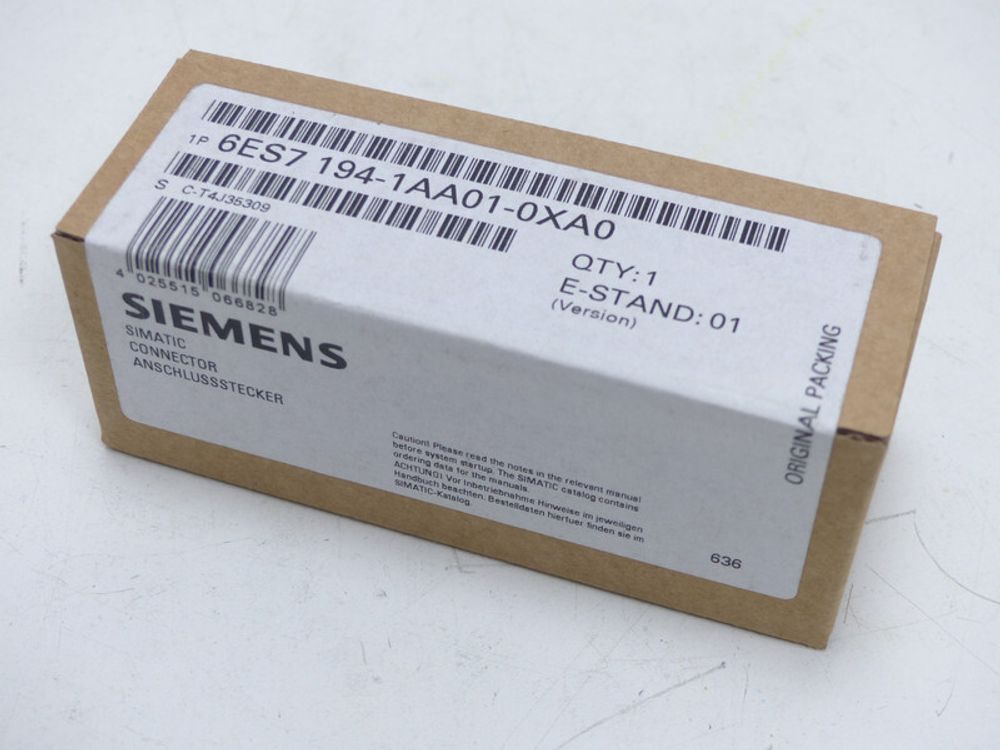 1P 6ES7 194-1AA01-0XA0
S C-T4J35309
4 025515 066828
QTY: 1
E-STAND: 01
(Version)
SIEMENS
SIMATIC
CONNECTOR
ANSCHLUSSSTECKER
ORIGINAL PACKING
Caution! Please read the notes in the relevant manual
before system startup. The SIMATIC catalog contains
ordering data for the manuals.
ACHTUNG! Vor Inbetriebnahme Hinweise im jeweiligen
Handbuch beachten. Bestelldaten hierfuer finden sie im
SIMATIC-Katalog.
636